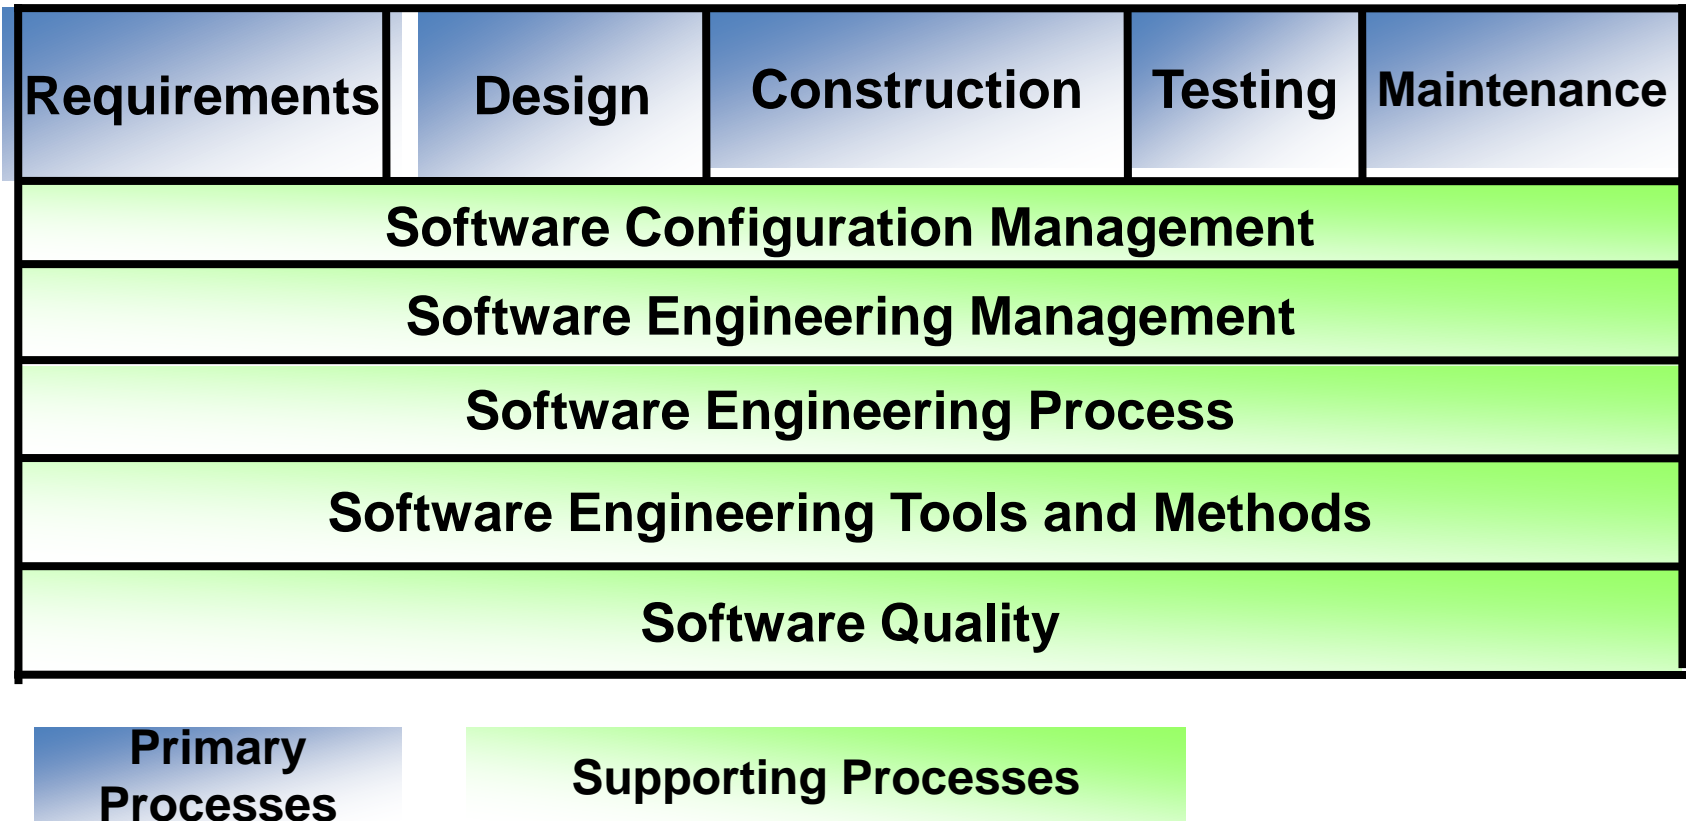 Requirements
Design
Construction
Testing
Maintenance
Software Configuration Management
Software Engineering Management
Software Engineering Process
Software Engineering Tools and Methods
Software Quality
Primary
Processes
Supporting Processes